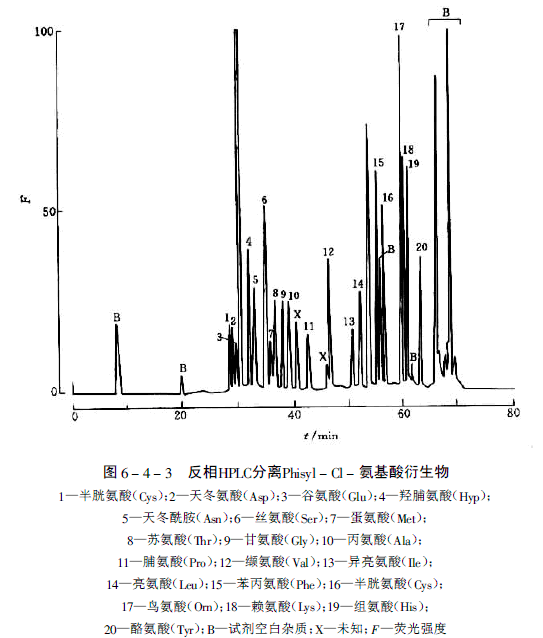 B
17
100
18
19
15
6
16
50
12
4
B
20
5
14
8
9
10
1
2
X
13
B
3
7
11
X
B
B
0
F
0
20
40
60
80
t/min
图6-4-3 反相HPLC分离Phisyl-Cl-氨基酸衍生物
1—半胱氨酸(Cys);2—天冬氨酸(Asp);3—谷氨酸(Glu);4—羟脯氨酸(Hyp);
5—天冬酰胺(Asn);6—丝氨酸(Ser);7—蛋氨酸(Met);
8—苏氨酸(Thr);9—甘氨酸(Gly);10—丙氨酸(Ala);
11—脯氨酸(Pro);12—缬氨酸(Val);13—异亮氨酸(Ile);
14—亮氨酸(Leu);15—苯丙氨酸(Phe);16—半胱氨酸(Cys);
17—鸟氨酸(Orn);18—赖氨酸(Lys);19—组氨酸(His);
20—酪氨酸(Tyr);B—试剂空白杂质;X—未知;F—荧光强度